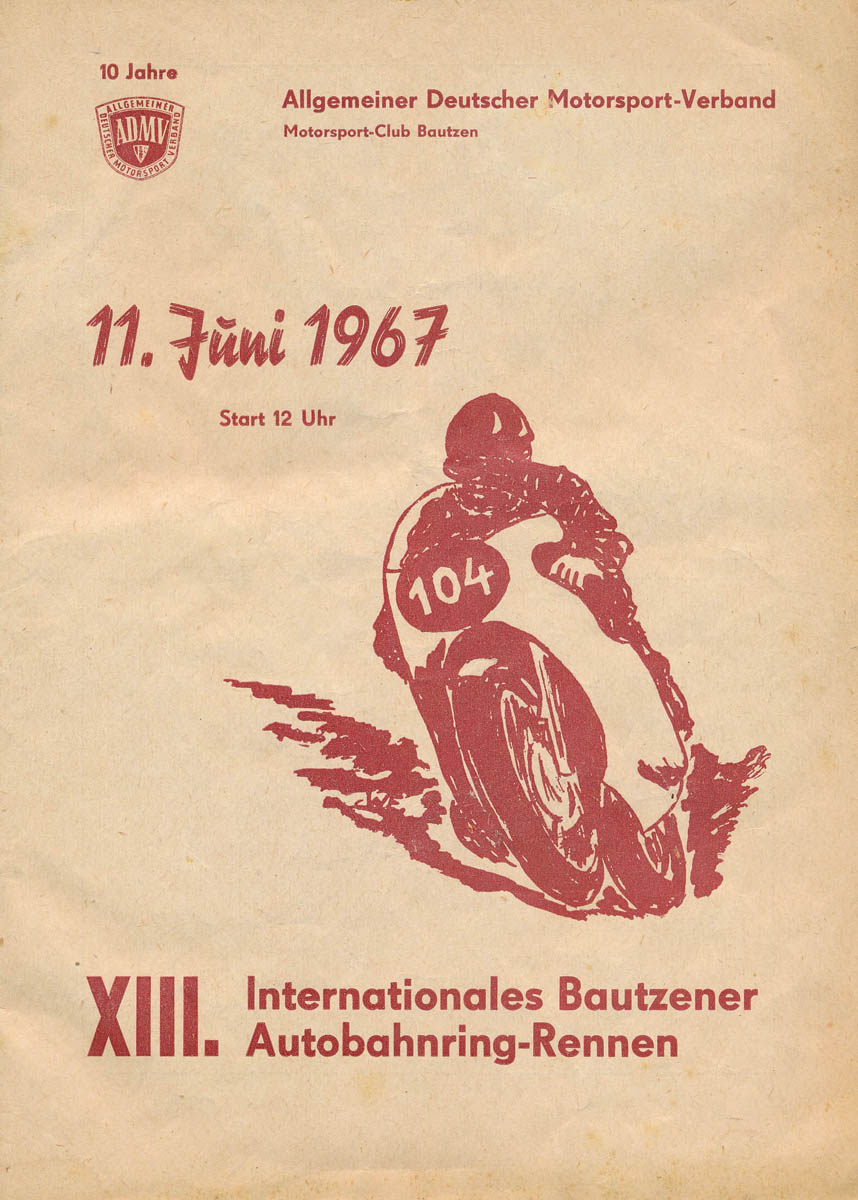 10 Jahre
ALLGEMEINER
DEUTSCHER MOTORSPORT VERBAND
ADMV
Allgemeiner Deutscher Motorsport-Verband
Motorsport-Club Bautzen
11. Juni 1967
Start 12 Uhr
104
XIII. Internationales Bautzener
Autobahnring-Rennen